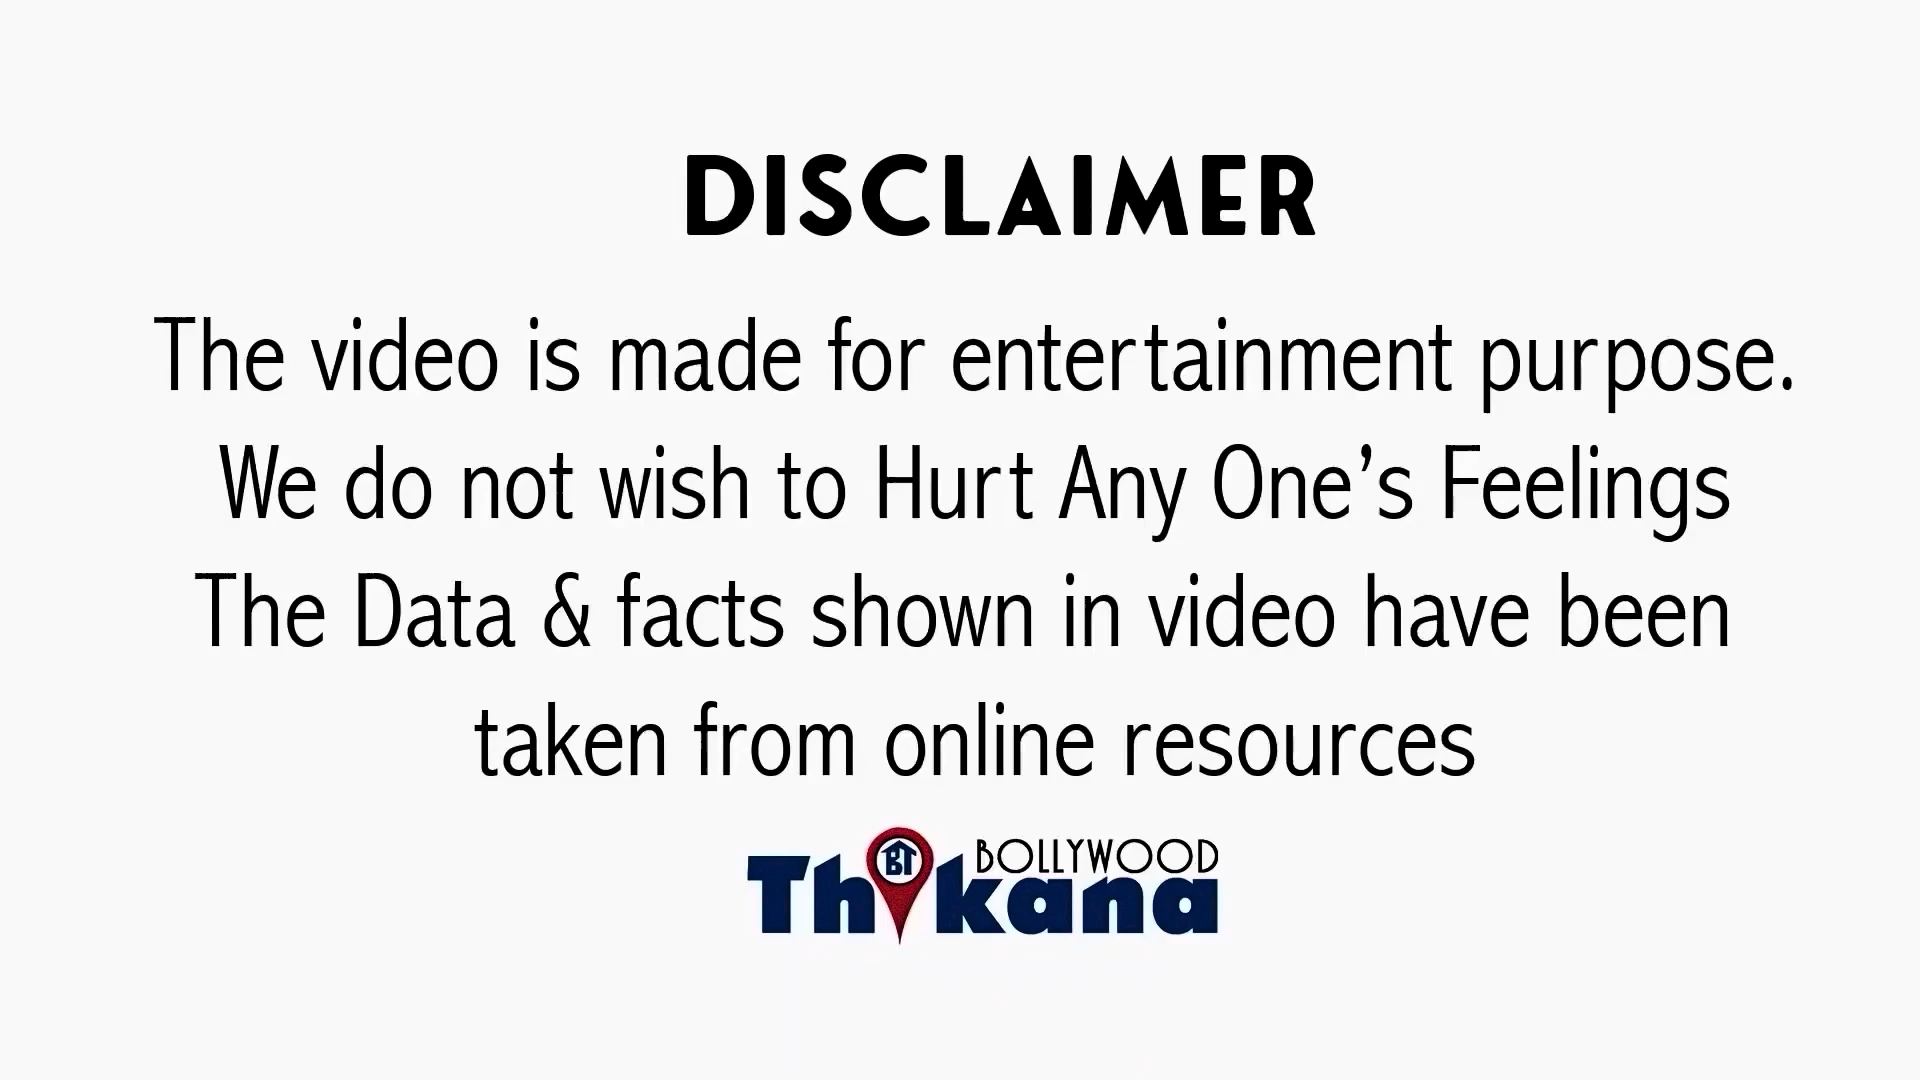 DISCLAIMER
The video is made for entertainment purpose.
We do not wish to Hurt Any One’s Feelings
The Data & facts shown in video have been
taken from online resources
BT
BOLLYWOOD
Thikana